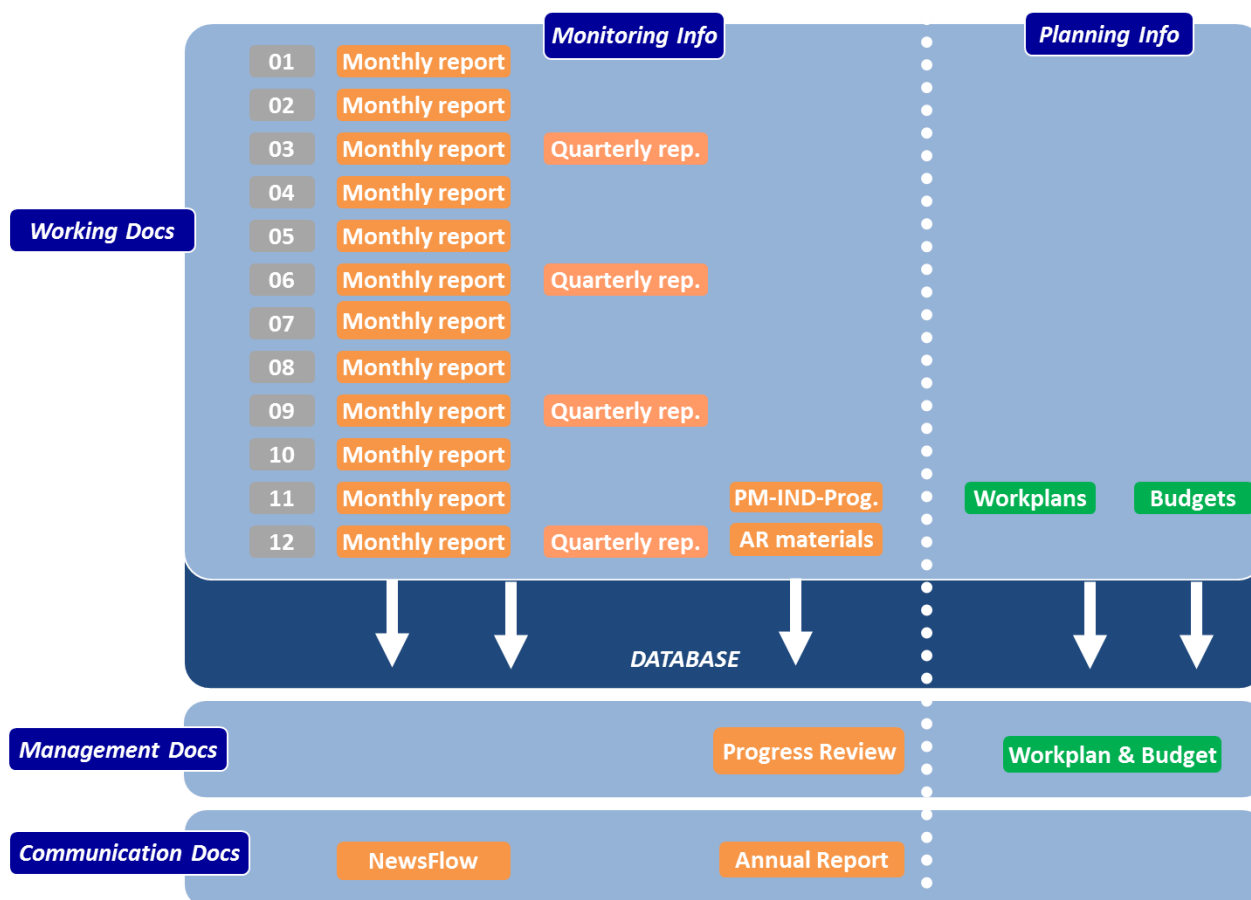 Monitoring Info
Planning Info
01 Monthly report
02 Monthly report
03 Monthly report Quarterly rep.
04 Monthly report
Working Docs
05 Monthly report
06 Monthly report Quarterly rep.
07 Monthly report
08 Monthly report
09 Monthly report Quarterly rep.
10 Monthly report
11 Monthly report PM-IND-Prog. Workplans Budgets
12 Monthly report Quarterly rep. AR materials
DATABASE
Management Docs
Progress Review
Workplan & Budget
Communication Docs
NewsFlow
Annual Report